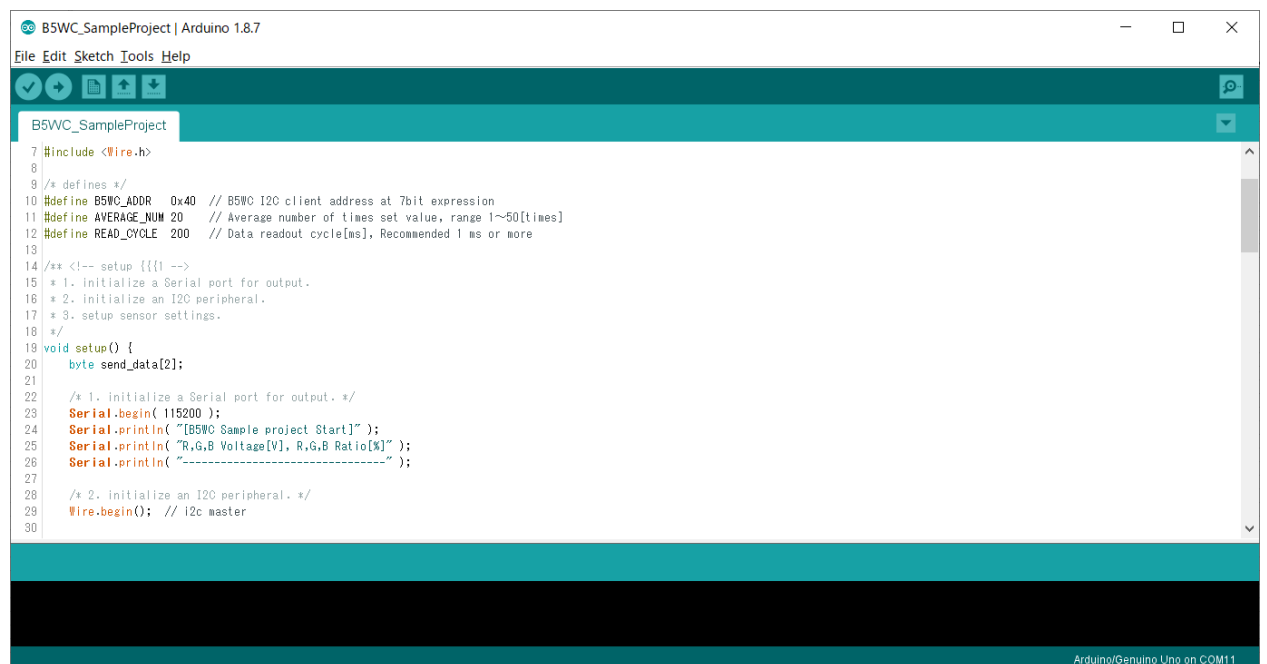 B5WC_SampleProject | Arduino 1.8.7
File Edit Sketch Tools Help
B5WC_SampleProject
7 #include <Wire.h>
8
9 /* defines */
10 #define B5WC_ADDR   0x40  // B5WC I2C client address at 7bit expression
11 #define AVERAGE_NUM 20    // Average number of times set value, range 1～50[times]
12 #define READ_CYCLE  200   // Data readout cycle[ms], Recommended 1 ms or more
13
14 /** <!-- setup {{{1 -->
15  * 1. initialize a Serial port for output.
16  * 2. initialize an I2C peripheral.
17  * 3. setup sensor settings.
18  */
19 void setup() {
20     byte send_data[2];
21
22     /* 1. initialize a Serial port for output. */
23     Serial.begin( 115200 );
24     Serial.println( "[B5WC Sample project Start]" );
25     Serial.println( "R,G,B Voltage[V], R,G,B Ratio[%]" );
26     Serial.println( "--------------------------------" );
27
28     /* 2. initialize an I2C peripheral. */
29     Wire.begin();  // i2c master
30
Arduino/Genuino Uno on COM11